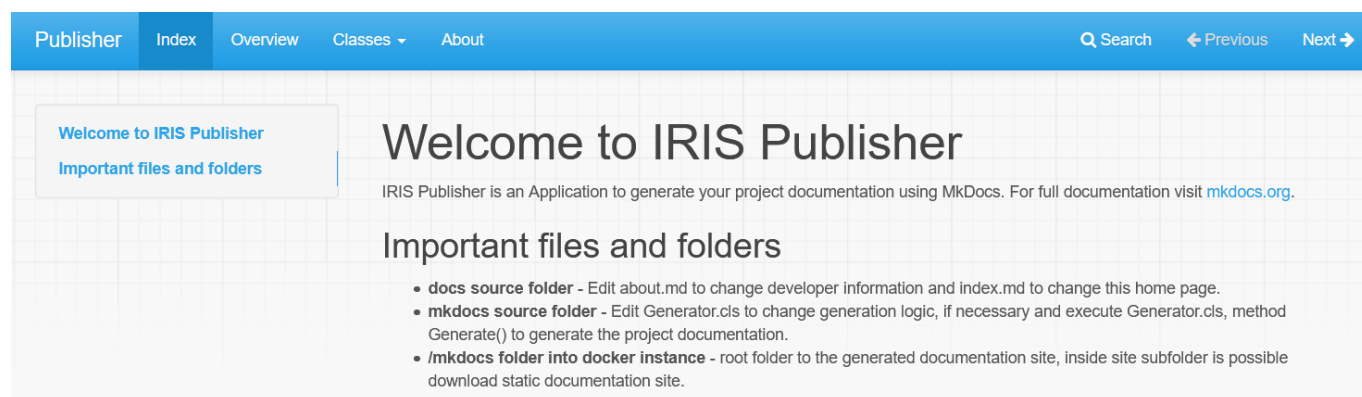 Publisher Index Overview Classes About Search Previous Next
Welcome to IRIS Publisher
Important files and folders
Welcome to IRIS Publisher
IRIS Publisher is an Application to generate your project documentation using MkDocs. For full documentation visit mkdocs.org.
Important files and folders
• docs source folder - Edit about.md to change developer information and index.md to change this home page.
• mkdocs source folder - Edit Generator.cls to change generation logic, if necessary and execute Generator.cls, method
Generate() to generate the project documentation.
• /mkdocs folder into docker instance - root folder to the generated documentation site, inside site subfolder is possible
download static documentation site.